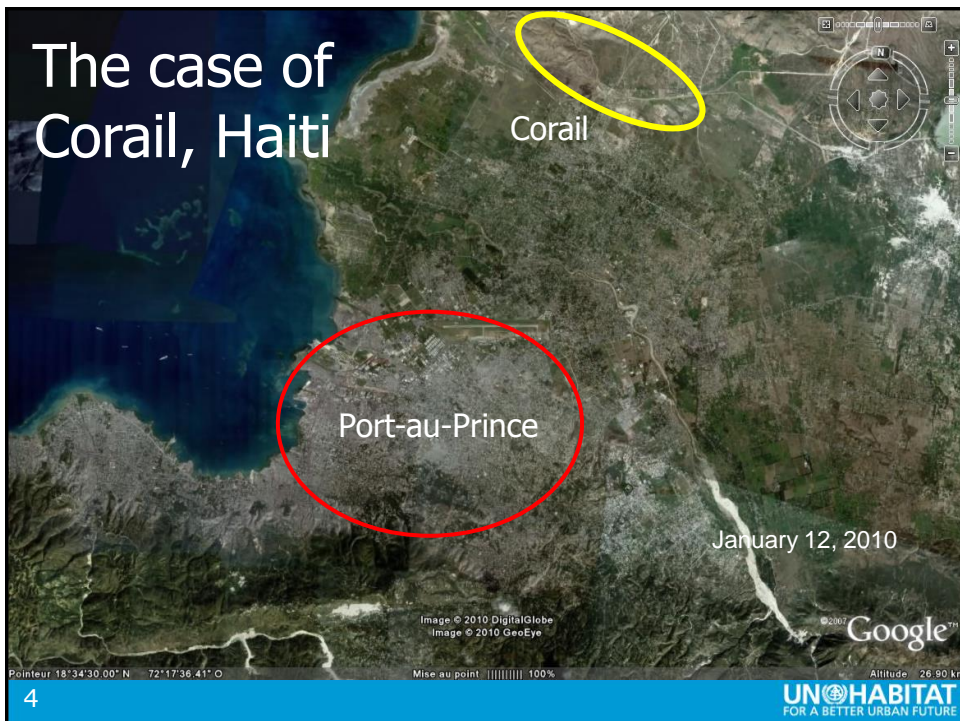 The case of
Corail, Haiti
Corail
N
Port-au-Prince
January 12, 2010
Image © 2010 DigitalGlobe
Image © 2010 GeoEye
©2007 Google™
Pointeur 18°34'30.00" N 72°17'36.41" O
Mise au point |||||||||| 100%
Altitude 26.90 km
4
UN HABITAT
FOR A BETTER URBAN FUTURE